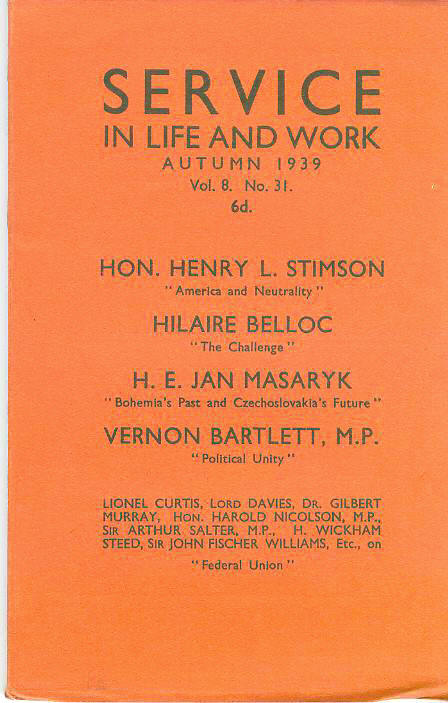 SERVICE
IN LIFE AND WORK
AUTUMN 1939
Vol. 8. No. 31.
6d.
HON. HENRY L. STIMSON
"America and Neutrality"
HILAIRE BELLOC
"The Challenge"
H. E. JAN MASARYK
"Bohemia's Past and Czechoslovakia's Future"
VERNON BARTLETT, M.P.
"Political Unity"
LIONEL CURTIS, LORD DAVIES, DR. GILBERT
MURRAY, HON. HAROLD NICOLSON, M.P.,
SIR ARTHUR SALTER, M.P., H. WICKHAM
STEED, SIR JOHN FISCHER WILLIAMS, Etc., on
"Federal Union"